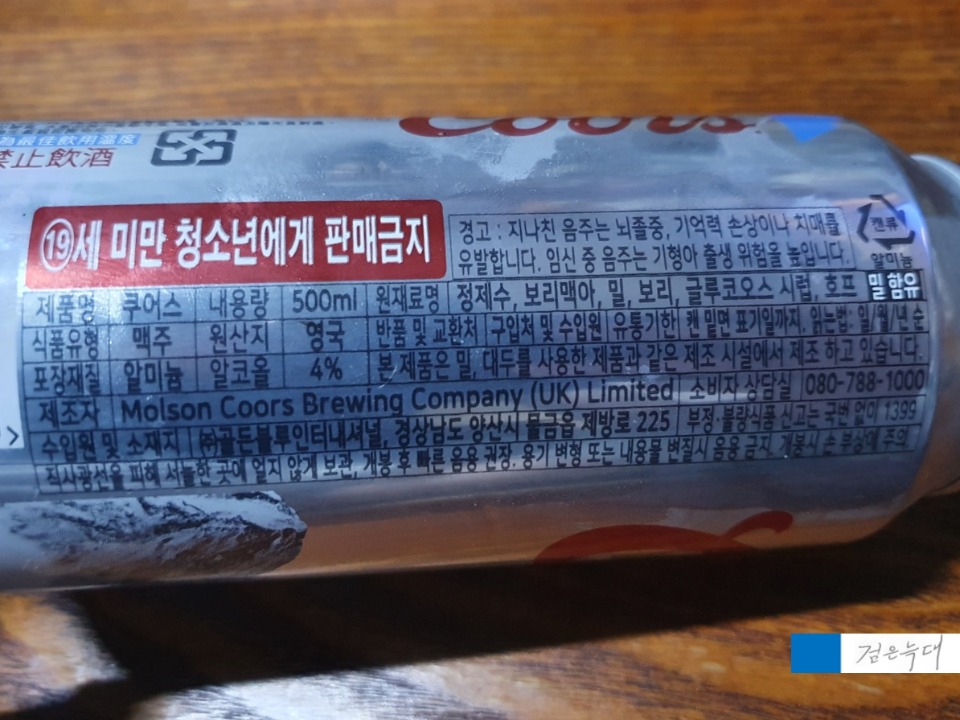 為最佳飲用溫度
禁止飲酒
Coors
19세 미만 청소년에게 판매금지
경고 : 지나친 음주는 뇌졸중, 기억력 손상이나 치매를
유발합니다. 임신 중 음주는 기형아 출생 위험을 높입니다.
캔류
알미늄
제품명 쿠어스 내용량 500ml 원재료명 정제수, 보리맥아, 밀, 보리, 글루코오스 시럽, 호프 밀 함유
식품유형 맥주 원산지 영국 반품 및 교환처 구입처 및 수입원 유통기한 캔 밑면 표기일까지. 읽는법: 일/월/년 순
포장재질 알미늄 알코올 4% 본 제품은 밀, 대두를 사용한 제품과 같은 제조 시설에서 제조 하고 있습니다.
제조자 Molson Coors Brewing Company (UK) Limited 소비자 상담실 080-788-1000
수입원 및 소재지 ㈜골든블루인터내셔널, 경상남도 양산시 물금읍 제방로 225 부정·불량식품 신고는 국번 없이 1399
직사광선을 피해 서늘한 곳에 얼지 않게 보관, 개봉 후 빠른 음용 권장. 용기 변형 또는 내용물 변질시 음용 금지. 개봉시 손 부상에 주의
검은늑대